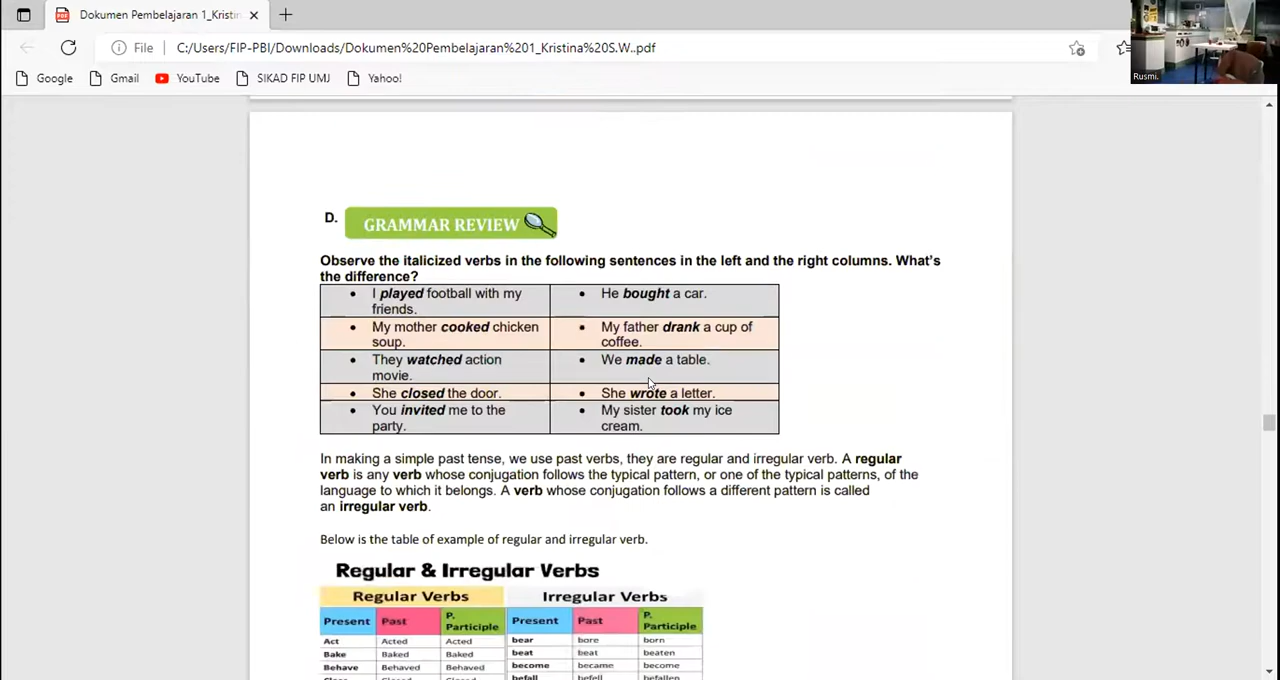 Dokumen Pembelajaran 1_Kristin
File C:/Users/FIP-PBI/Downloads/Dokumen%20Pembelajaran%201_Kristina%20S.W..pdf
Google Gmail YouTube SIKAD FIP UMJ Yahoo!
Rusmi.
D. GRAMMAR REVIEW
Observe the italicized verbs in the following sentences in the left and the right columns. What's
the difference?
• I played football with my
friends.
• He bought a car.
• My mother cooked chicken
soup.
• My father drank a cup of
coffee.
• They watched action
movie.
• We made a table.
• She closed the door.
• She wrote a letter.
• You invited me to the
party.
• My sister took my ice
cream.
In making a simple past tense, we use past verbs, they are regular and irregular verb. A regular
verb is any verb whose conjugation follows the typical pattern, or one of the typical patterns, of the
language to which it belongs. A verb whose conjugation follows a different pattern is called
an irregular verb.
Below is the table of example of regular and irregular verb.
Regular & Irregular Verbs
Regular Verbs Irregular Verbs
Present Past P. Participle Present Past P. Participle
Act Acted Acted bear bore born
Bake Baked Baked beat beat beaten
Behave Behaved Behaved become became become
befall befell befallen